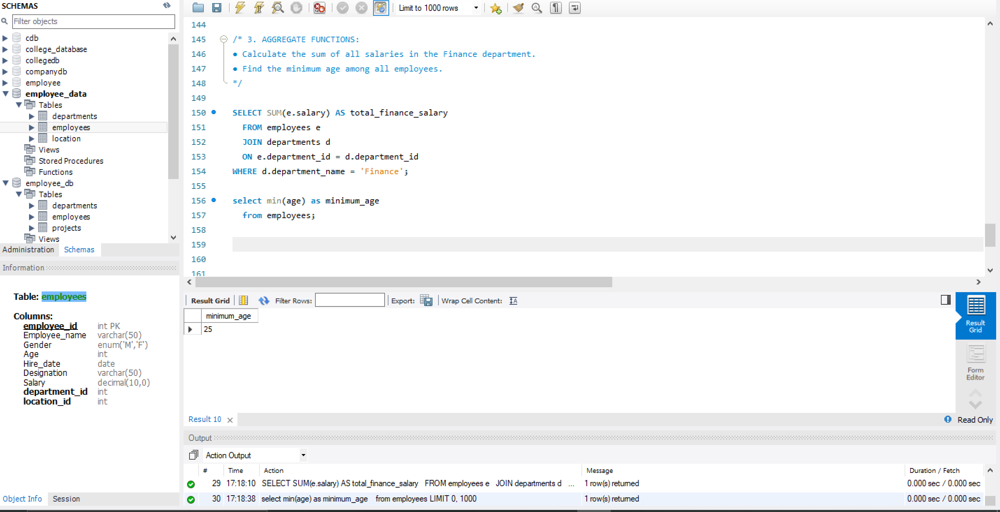 SCHEMAS
Filter objects
cdb
college_database
collegedb
companydb
employee
employee_data
Tables
departments
employees
location
Views
Stored Procedures
Functions
employee_db
Tables
departments
employees
projects
Views
Administration Schemas
Information
Table: employees
Columns:
employee_id int PK
Employee_name varchar(50)
Gender enum('M','F')
Age int
Hire_date date
Designation varchar(50)
Salary decimal(10,0)
department_id int
location_id int
Object Info Session
Limit to 1000 rows
144
145 /* 3. AGGREGATE FUNCTIONS:
146 • Calculate the sum of all salaries in the Finance department.
147 • Find the minimum age among all employees.
148 */
149
150 SELECT SUM(e.salary) AS total_finance_salary
151 FROM employees e
152 JOIN departments d
153 ON e.department_id = d.department_id
154 WHERE d.department_name = 'Finance';
155
156 select min(age) as minimum_age
157 from employees;
158
159
160
161
Result Grid Filter Rows: Export: Wrap Cell Content:
minimum_age
25
Result Grid
Form Editor
Result 10
Read Only
Output
Action Output
# Time Action Message Duration / Fetch
29 17:18:10 SELECT SUM(e.salary) AS total_finance_salary FROM employees e JOIN departments d ... 1 row(s) returned 0.000 sec / 0.000 sec
30 17:18:38 select min(age) as minimum_age from employees LIMIT 0, 1000 1 row(s) returned 0.000 sec / 0.000 sec